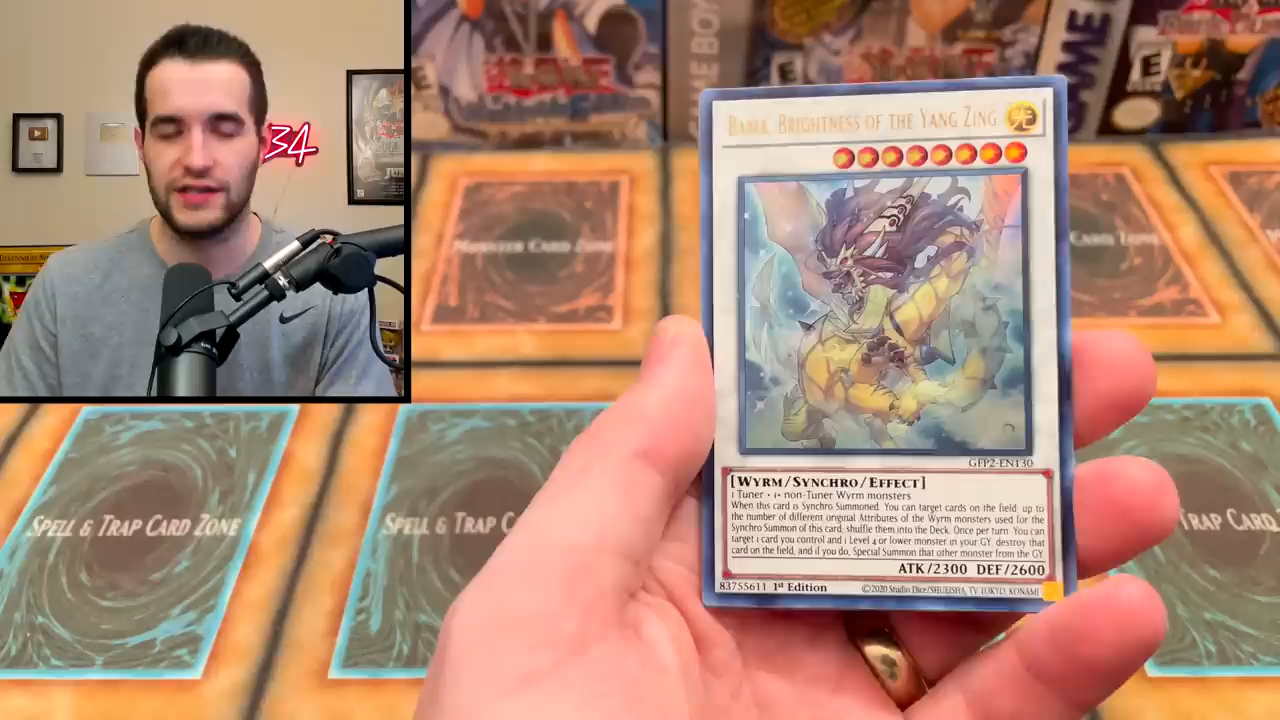 34
GAME BOY
GAME
E
E
BAXIA, BRIGHTNESS OF THE YANG ZING
MONSTER CARD ZONE
GFP2-EN130
[WYRM/SYNCHRO/EFFECT]
1 Tuner + 1+ non-Tuner Wyrm monsters
When this card is Synchro Summoned: You can target cards on the field, up to
the number of different original Attributes of the Wyrm monsters used for the
Synchro Summon of this card; shuffle them into the Deck. Once per turn: You can
target 1 card you control and 1 Level 4 or lower monster in your GY; destroy that
card on the field, and if you do, Special Summon that other monster from the GY
ATK/2300 DEF/2600
83755611 1st Edition
©2020 Studio Dice/SHUEISHA, TV TOKYO, KONAMI
SPELL & TRAP CARD ZONE
SPELL & TRAP C
TRAP CARD